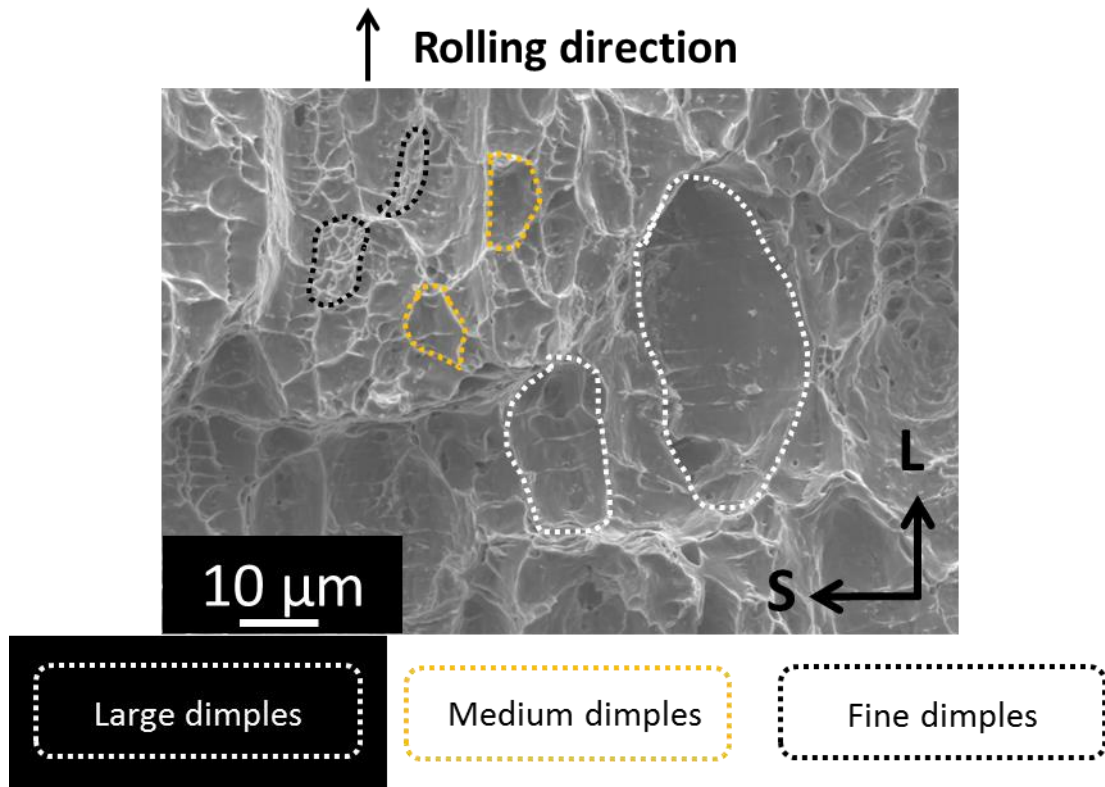 Rolling direction
L
S
10 μm
Large dimples
Medium dimples
Fine dimples